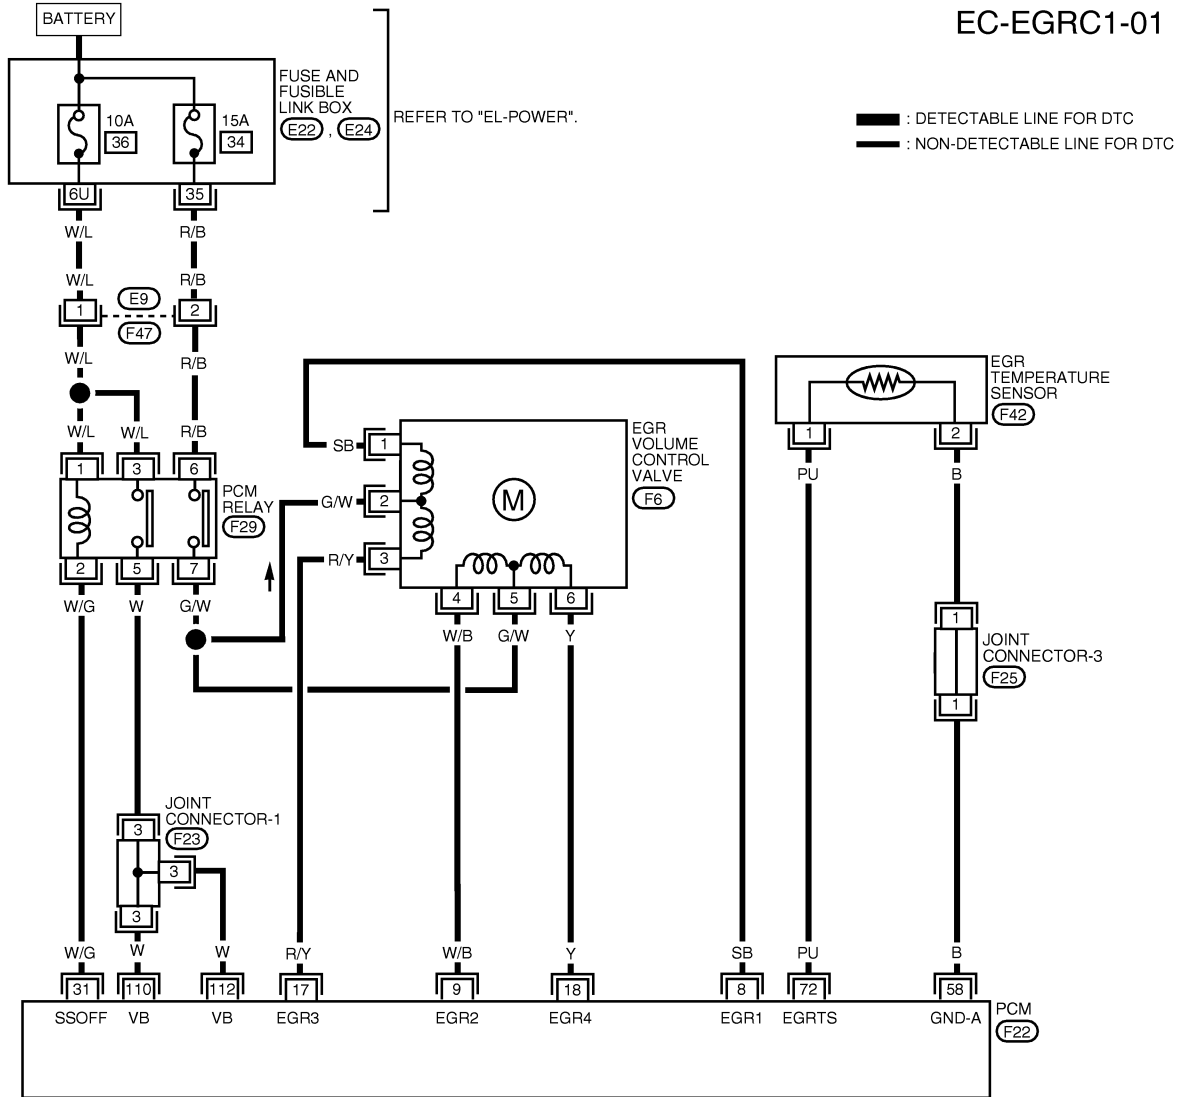 BATTERY
EC-EGRC1-01
FUSE AND
FUSIBLE
LINK BOX
E22 , E24
REFER TO "EL-POWER".
10A
36
15A
34
: DETECTABLE LINE FOR DTC
: NON-DETECTABLE LINE FOR DTC
6U
35
W/L
R/B
W/L
R/B
1
E9
2
F47
W/L
R/B
W/L
W/L
R/B
1
3
6
PCM
RELAY
F29
2
5
7
W/G
W
G/W
SB
1
G/W
2
R/Y
3
M
EGR
VOLUME
CONTROL
VALVE
F6
4
5
6
W/B
G/W
Y
EGR
TEMPERATURE
SENSOR
F42
1
2
PU
B
1
JOINT
CONNECTOR-3
F25
1
JOINT
CONNECTOR-1
F23
3
3
3
W/G
W
W
R/Y
W/B
Y
SB
PU
B
31
110
112
17
9
18
8
72
58
SSOFF
VB
VB
EGR3
EGR2
EGR4
EGR1
EGRTS
GND-A
PCM
F22